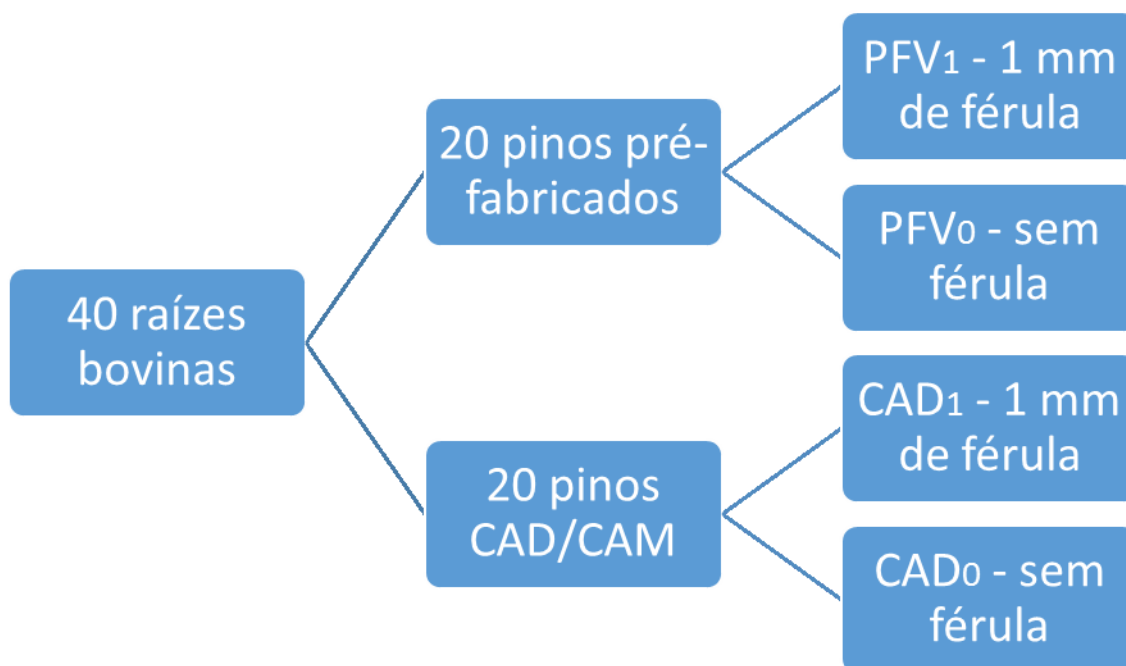 40 raízes
bovinas
20 pinos pré-
fabricados
20 pinos
CAD/CAM
PFV1 - 1 mm
de férula
PFV0 - sem
férula
CAD1 - 1 mm
de férula
CAD0 - sem
férula